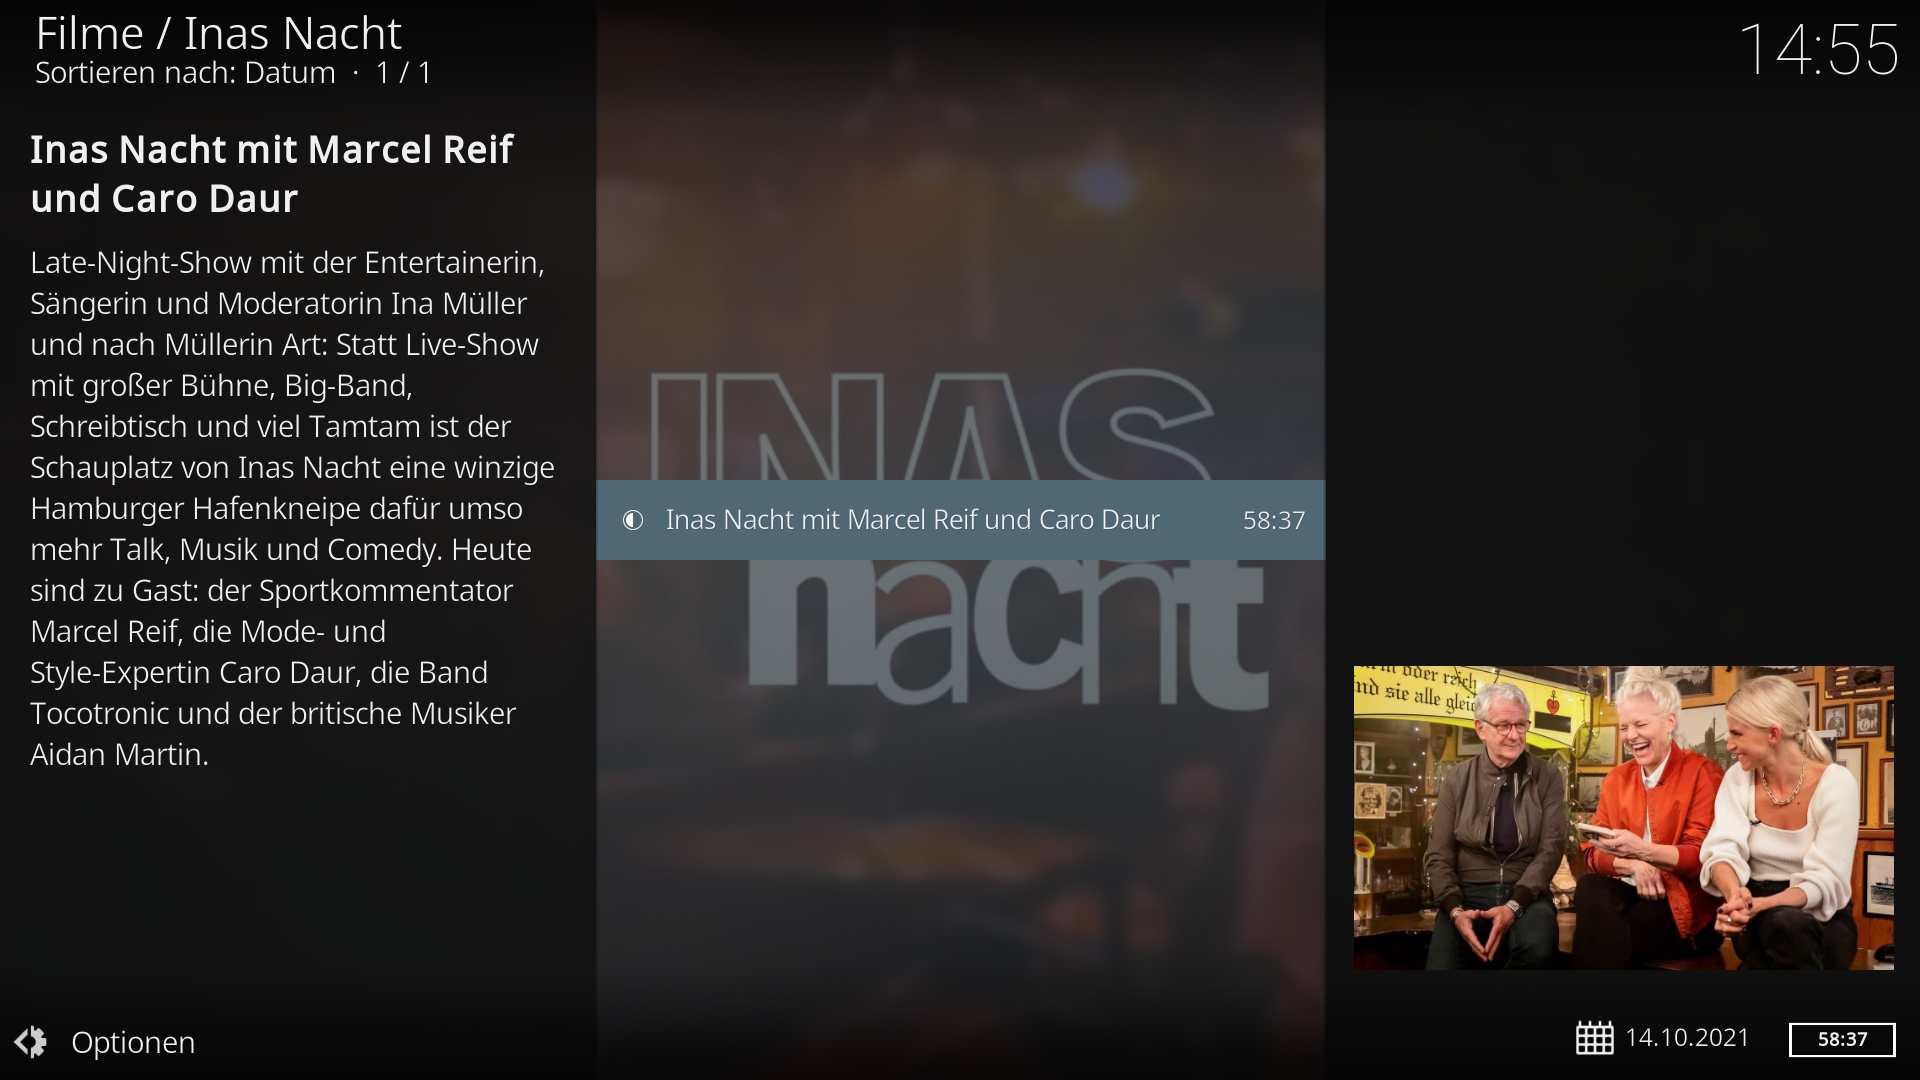 Filme / Inas Nacht
Sortieren nach: Datum · 1 / 1
14:55
Inas Nacht mit Marcel Reif
und Caro Daur
Late-Night-Show mit der Entertainerin,
Sängerin und Moderatorin Ina Müller
und nach Müllerin Art: Statt Live-Show
mit großer Bühne, Big-Band,
Schreibtisch und viel Tamtam ist der
Schauplatz von Inas Nacht eine winzige
Hamburger Hafenkneipe dafür umso
mehr Talk, Musik und Comedy. Heute
sind zu Gast: der Sportkommentator
Marcel Reif, die Mode- und
Style-Expertin Caro Daur, die Band
Tocotronic und der britische Musiker
Aidan Martin.
INAS
Inas Nacht mit Marcel Reif und Caro Daur 58:37
nacht
oder reich
sie alle
Optionen
14.10.2021
58:37